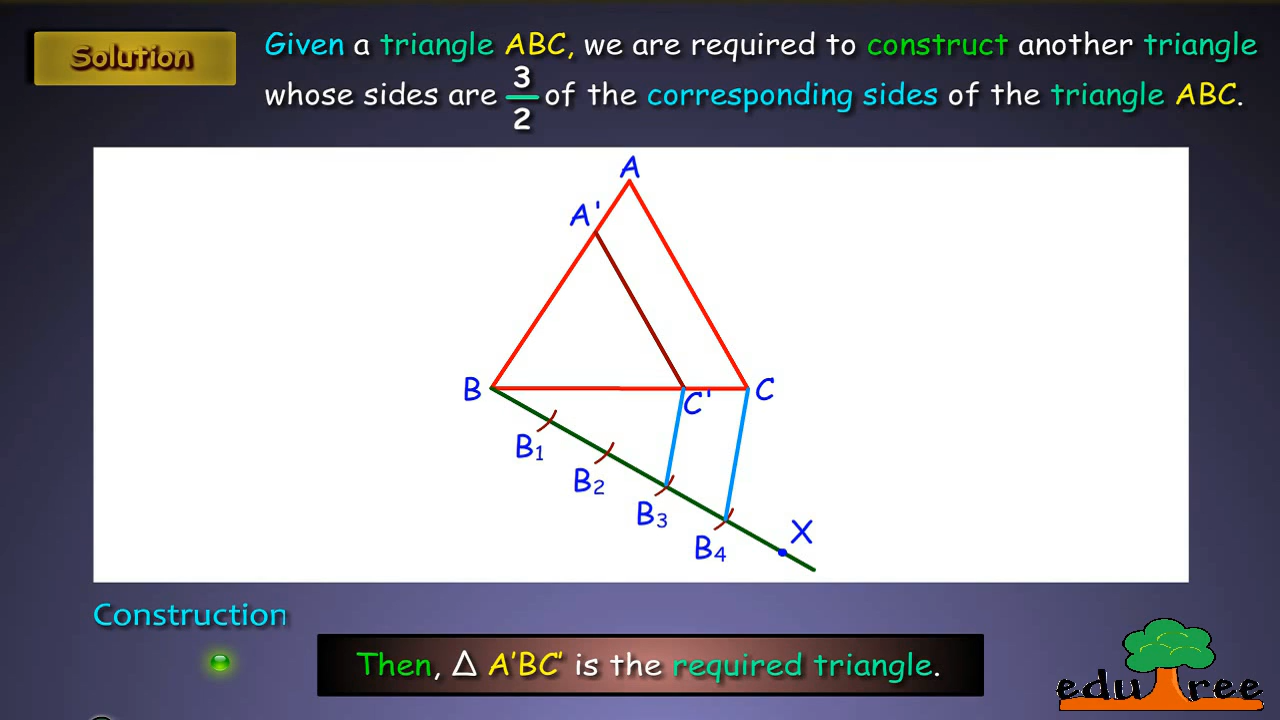 Solution
Given a triangle ABC, we are required to construct another triangle
whose sides are 3/2 of the corresponding sides of the triangle ABC.
A
A'
B
C'
C
B1
B2
B3
B4
X
Construction
Then, Δ A'BC' is the required triangle.
edutree